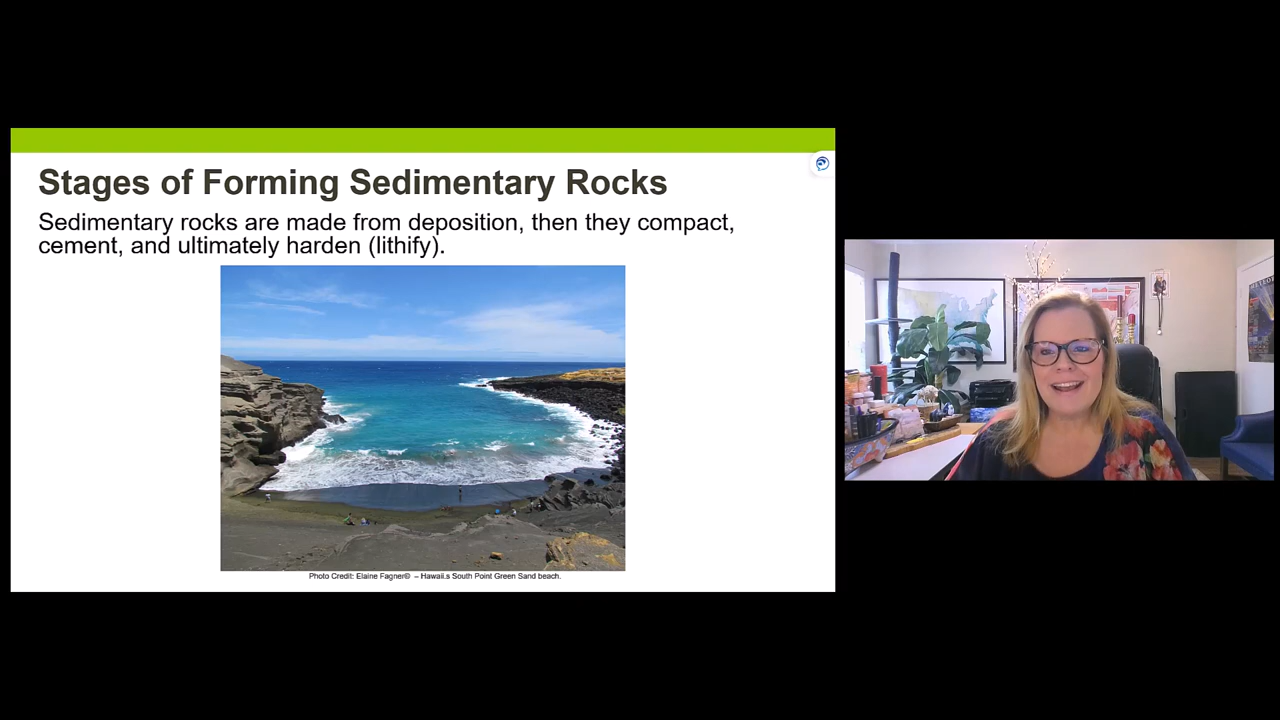 Stages of Forming Sedimentary Rocks
Sedimentary rocks are made from deposition, then they compact,
cement, and ultimately harden (lithify).
Photo Credit: Elaine Fagner© – Hawaii.s South Point Green Sand beach.